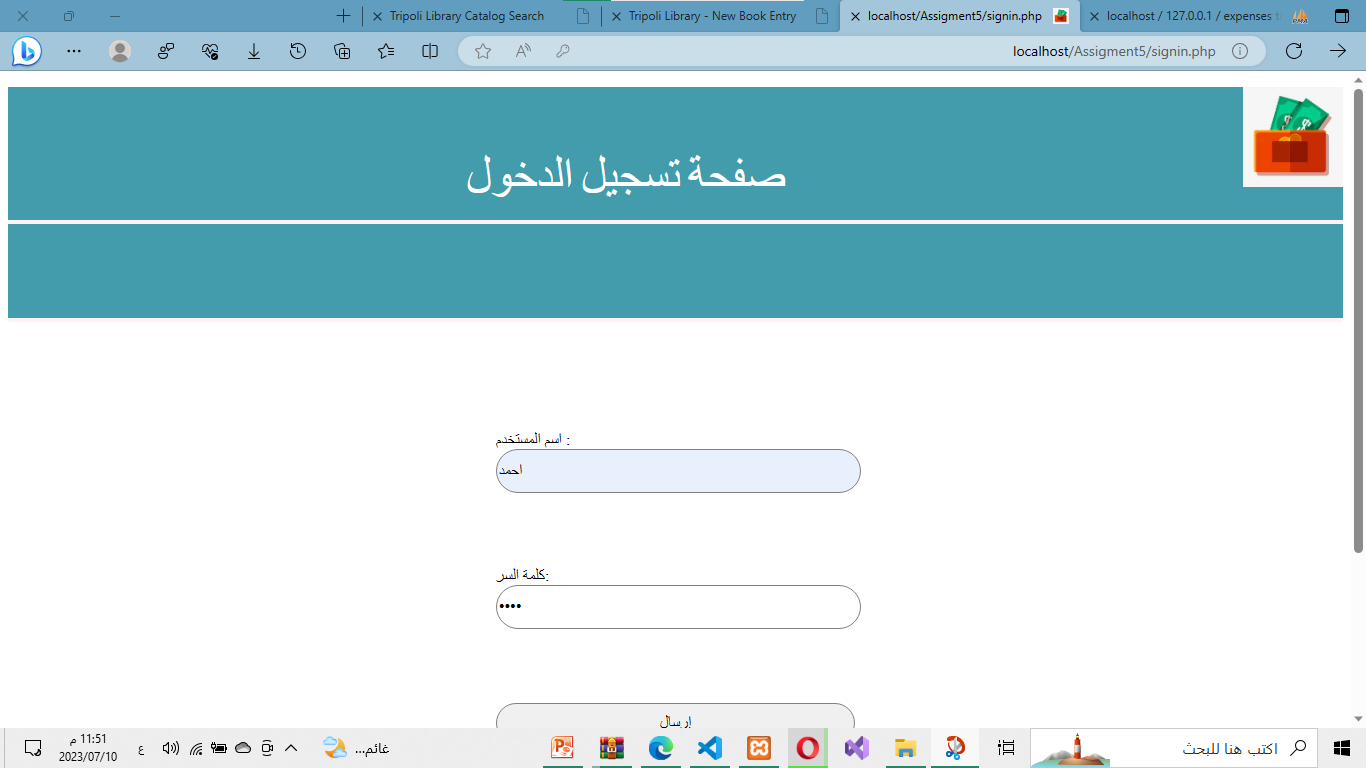 Tripoli Library Catalog Search
Tripoli Library - New Book Entry
localhost/Assigment5/signin.php
localhost / 127.0.0.1 / expenses t
localhost/Assigment5/signin.php
صفحة تسجيل الدخول
اسم المستخدم :
احمد
كلمة السر:
إرسال
11:51 م
2023/07/10
ع
غائم...
اكتب هنا للبحث